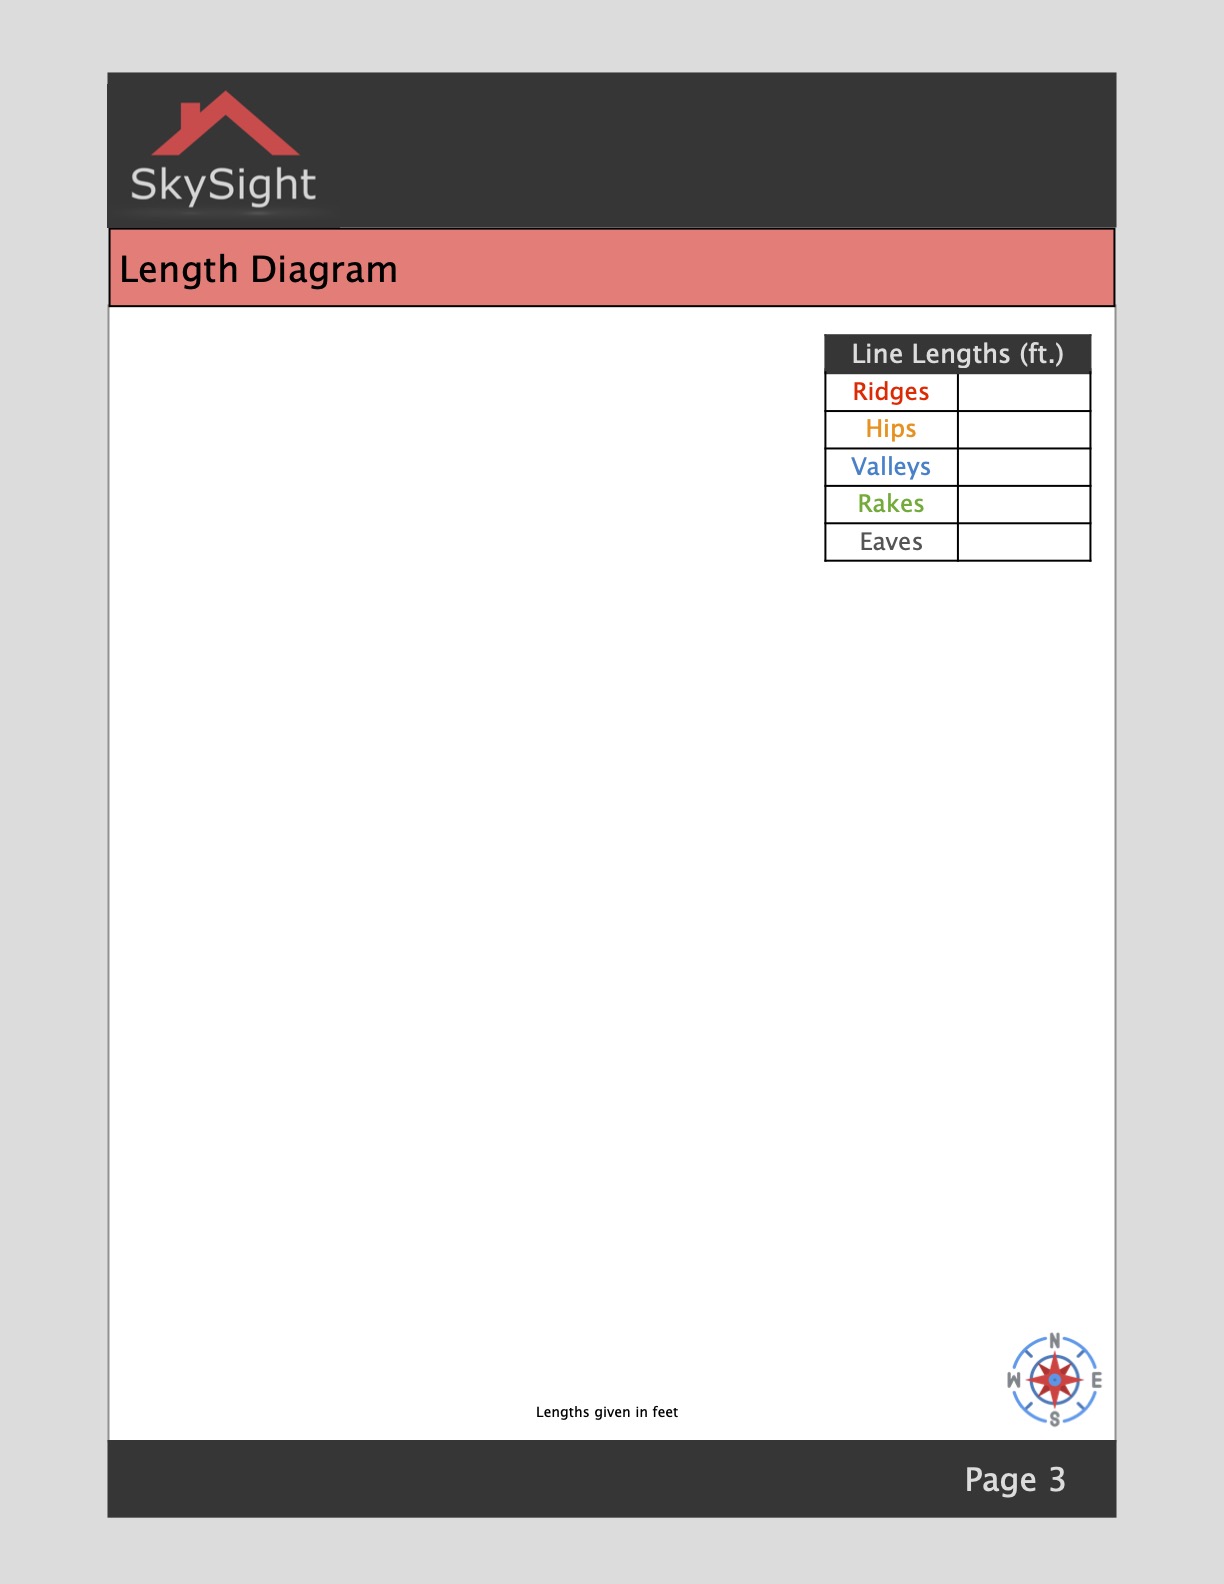 SkySight
Length Diagram
Line Lengths (ft.)
Ridges
Hips
Valleys
Rakes
Eaves
N
W E
S
Lengths given in feet
Page 3